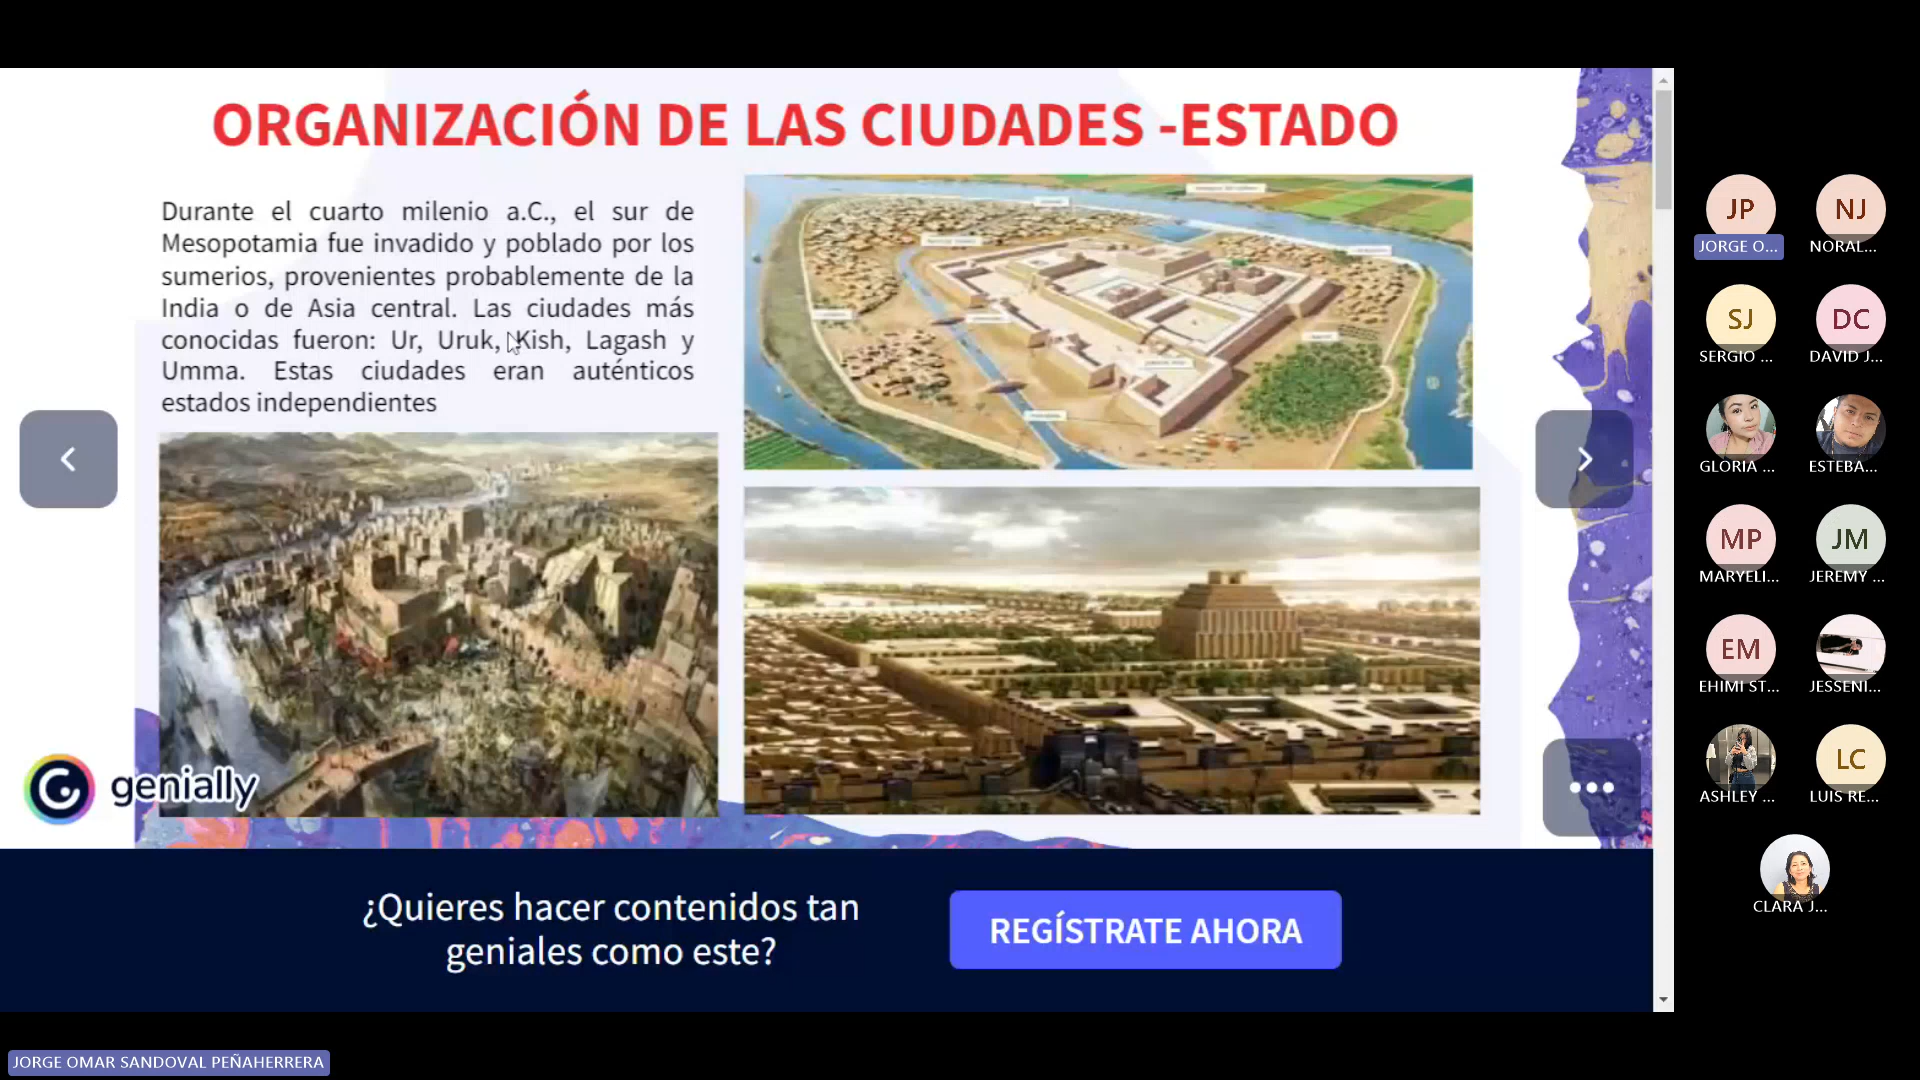 ORGANIZACIÓN DE LAS CIUDADES -ESTADO
Durante el cuarto milenio a.C., el sur de
Mesopotamia fue invadido y poblado por los
sumerios, provenientes probablemente de la
India o de Asia central. Las ciudades más
conocidas fueron: Ur, Uruk, Kish, Lagash y
Umma. Estas ciudades eran auténticos
estados independientes
genially
¿Quieres hacer contenidos tan
geniales como este?
REGÍSTRATE AHORA
JP
JORGE O...
NJ
NORAL...
SJ
SERGIO ...
DC
DAVID J...
GLORIA ...
ESTEBA...
MP
MARYELI...
JM
JEREMY ...
EM
EHIMI ST...
JESSENI...
ASHLEY ...
LC
LUIS RE...
CLARA J...
JORGE OMAR SANDOVAL PEÑAHERRERA